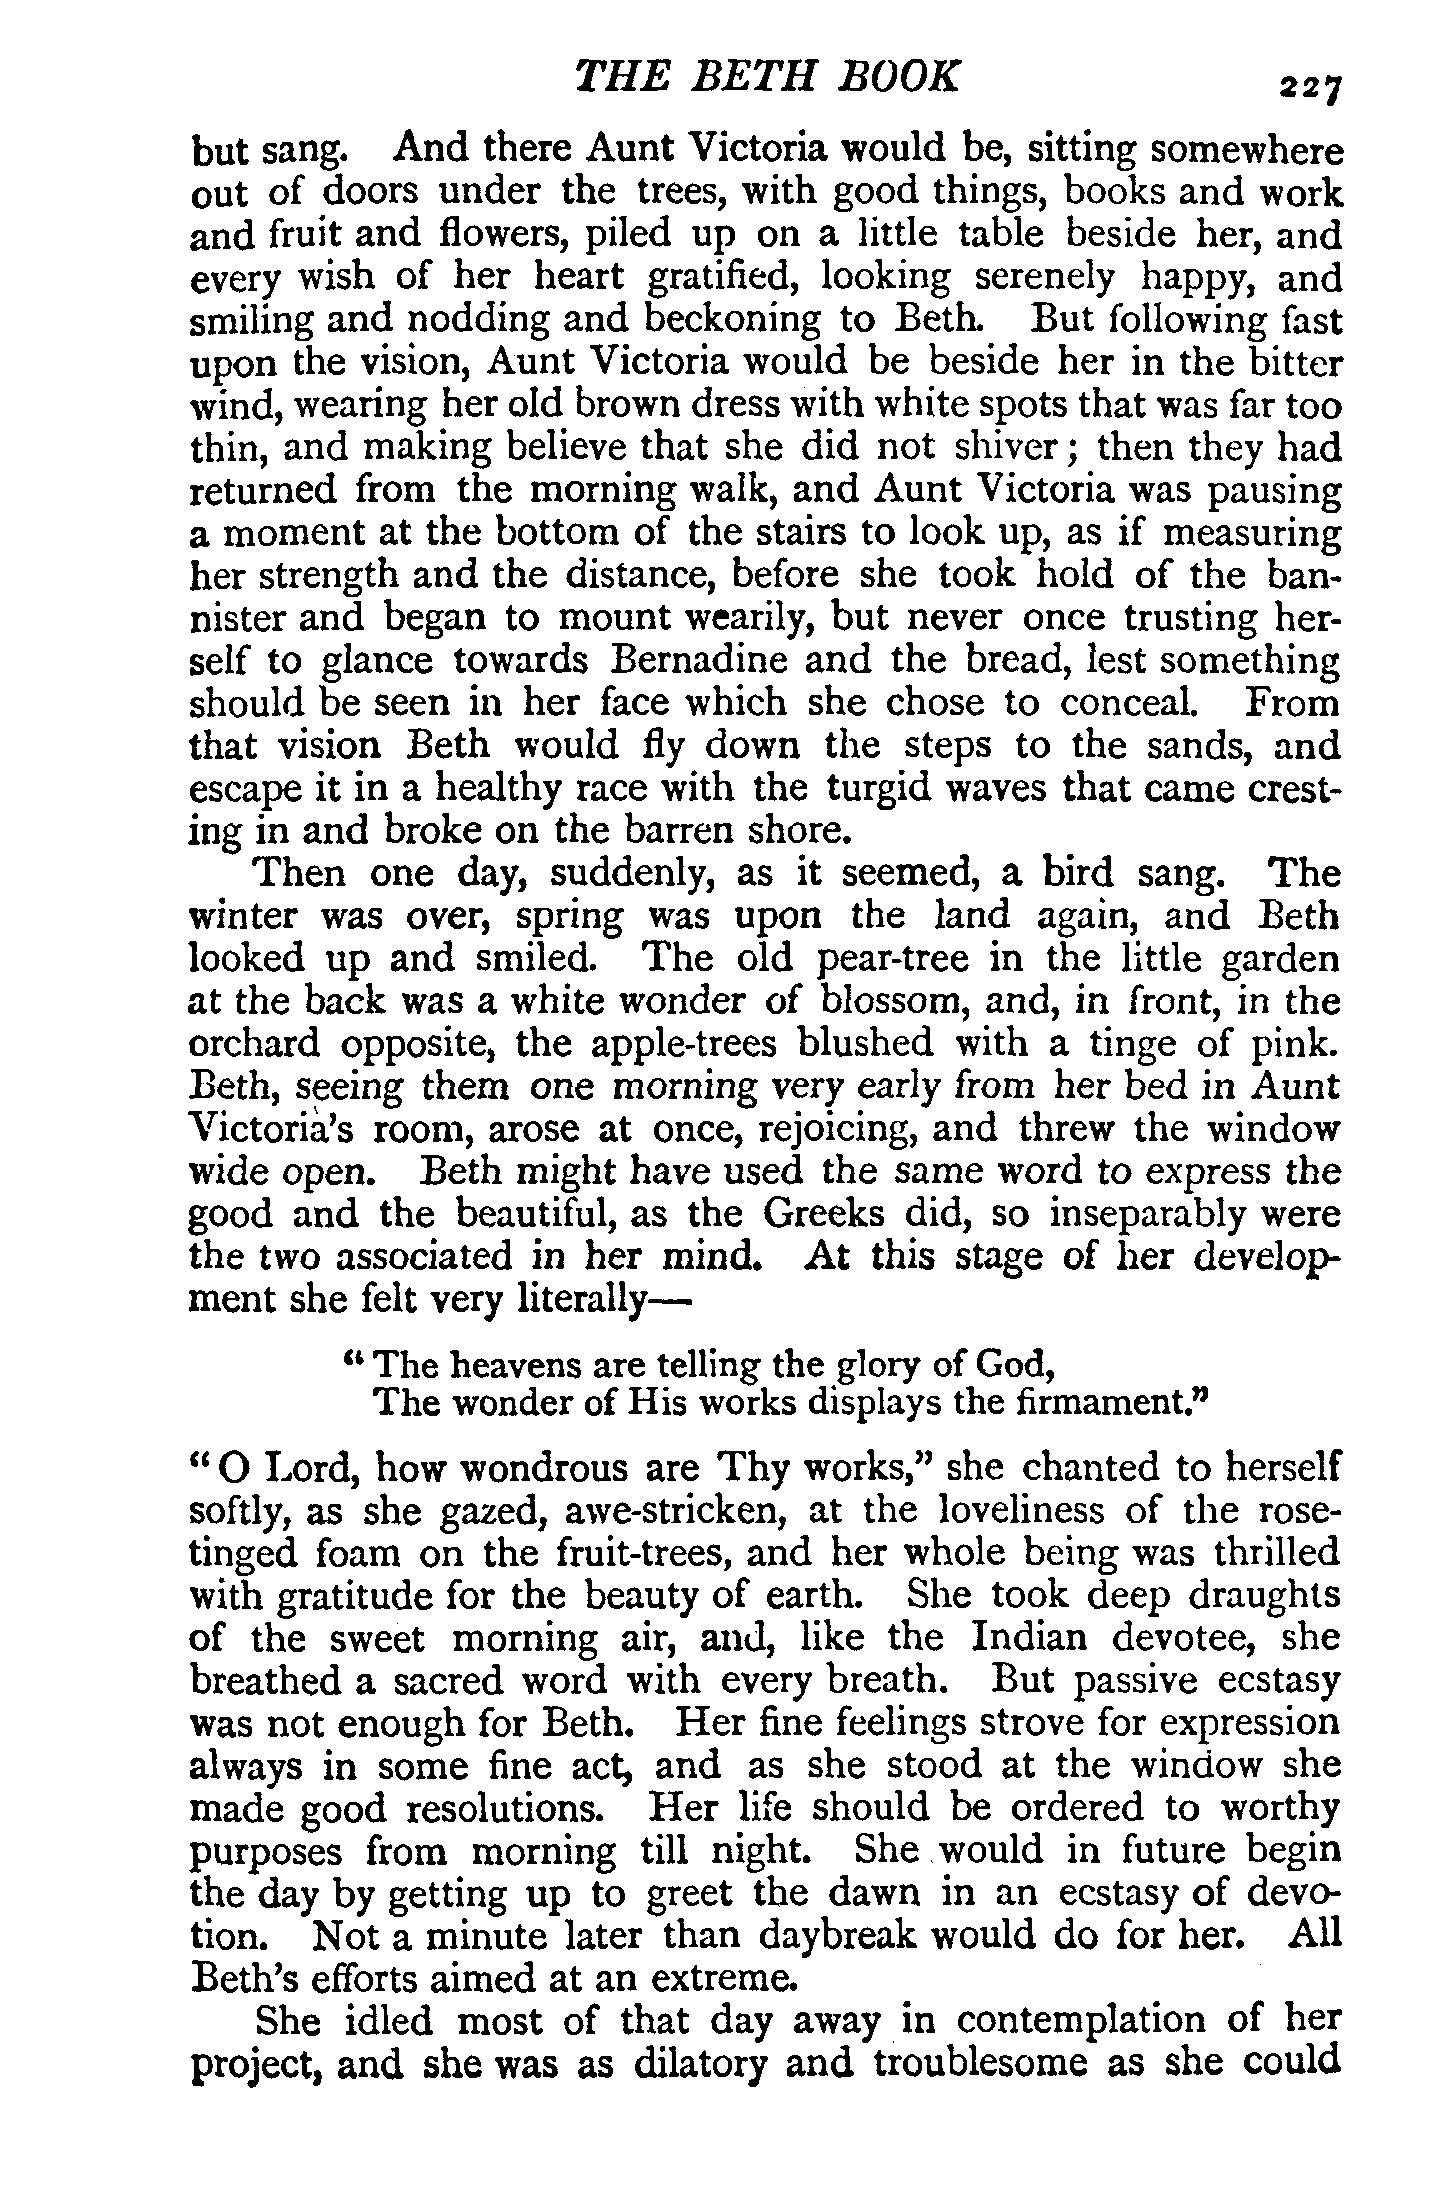 THE BETH BOOK 227
but sang. And there Aunt Victoria would be, sitting somewhere
out of doors under the trees, with good things, books and work
and fruit and flowers, piled up on a little table beside her, and
every wish of her heart gratified, looking serenely happy, and
smiling and nodding and beckoning to Beth. But following fast
upon the vision, Aunt Victoria would be beside her in the bitter
wind, wearing her old brown dress with white spots that was far too
thin, and making believe that she did not shiver; then they had
returned from the morning walk, and Aunt Victoria was pausing
a moment at the bottom of the stairs to look up, as if measuring
her strength and the distance, before she took hold of the ban-
nister and began to mount wearily, but never once trusting her-
self to glance towards Bernadine and the bread, lest something
should be seen in her face which she chose to conceal. From
that vision Beth would fly down the steps to the sands, and
escape it in a healthy race with the turgid waves that came crest-
ing in and broke on the barren shore.
Then one day, suddenly, as it seemed, a bird sang. The
winter was over, spring was upon the land again, and Beth
looked up and smiled. The old pear-tree in the little garden
at the back was a white wonder of blossom, and, in front, in the
orchard opposite, the apple-trees blushed with a tinge of pink.
Beth, seeing them one morning very early from her bed in Aunt
Victoria's room, arose at once, rejoicing, and threw the window
wide open. Beth might have used the same word to express the
good and the beautiful, as the Greeks did, so inseparably were
the two associated in her mind. At this stage of her develop-
ment she felt very literally—
"The heavens are telling the glory of God,
The wonder of His works displays the firmament."
"O Lord, how wondrous are Thy works," she chanted to herself
softly, as she gazed, awe-stricken, at the loveliness of the rose-
tinged foam on the fruit-trees, and her whole being was thrilled
with gratitude for the beauty of earth. She took deep draughts
of the sweet morning air, and, like the Indian devotee, she
breathed a sacred word with every breath. But passive ecstasy
was not enough for Beth. Her fine feelings strove for expression
always in some fine act, and as she stood at the window she
made good resolutions. Her life should be ordered to worthy
purposes from morning till night. She would in future begin
the day by getting up to greet the dawn in an ecstasy of devo-
tion. Not a minute later than daybreak would do for her. All
Beth's efforts aimed at an extreme.
She idled most of that day away in contemplation of her
project, and she was as dilatory and troublesome as she could